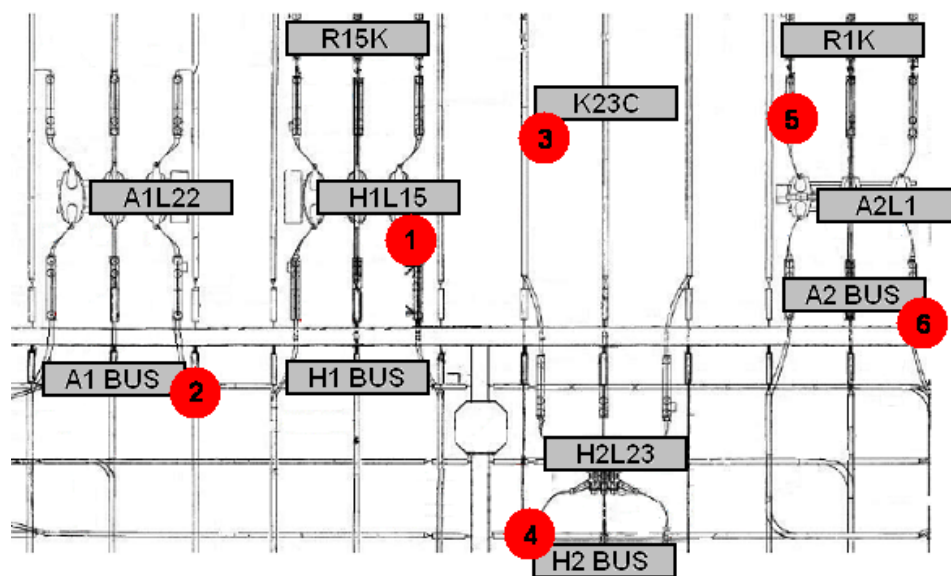 R15K
R1K
K23C
5
3
A1L22
H1L15
A2L1
1
A2 BUS
6
A1 BUS
H1 BUS
2
H2L23
4
H2 BUS